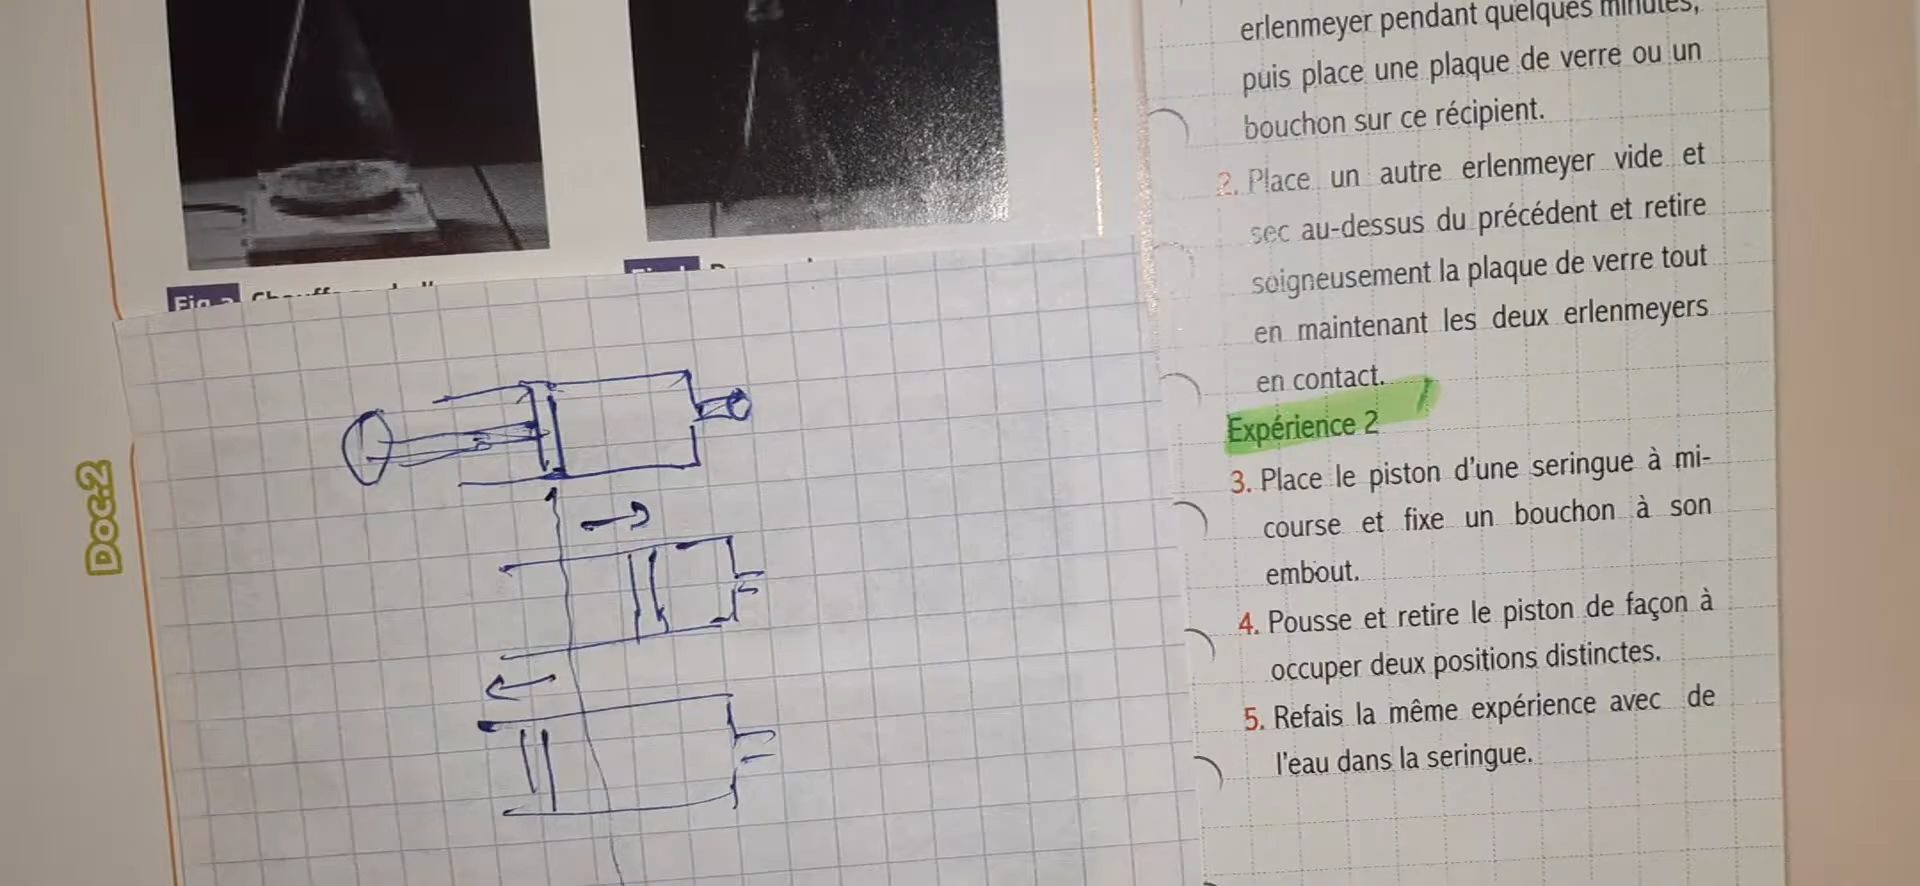 erlenmeyer pendant quelques minutes,
puis place une plaque de verre ou un
bouchon sur ce récipient.
2. Place un autre erlenmeyer vide et
sec au-dessus du précédent et retire
soigneusement la plaque de verre tout
en maintenant les deux erlenmeyers
en contact.
Expérience 2
3. Place le piston d'une seringue à mi-
course et fixe un bouchon à son
embout.
4. Pousse et retire le piston de façon à
occuper deux positions distinctes.
5. Refais la même expérience avec de
l'eau dans la seringue.
Doc.2